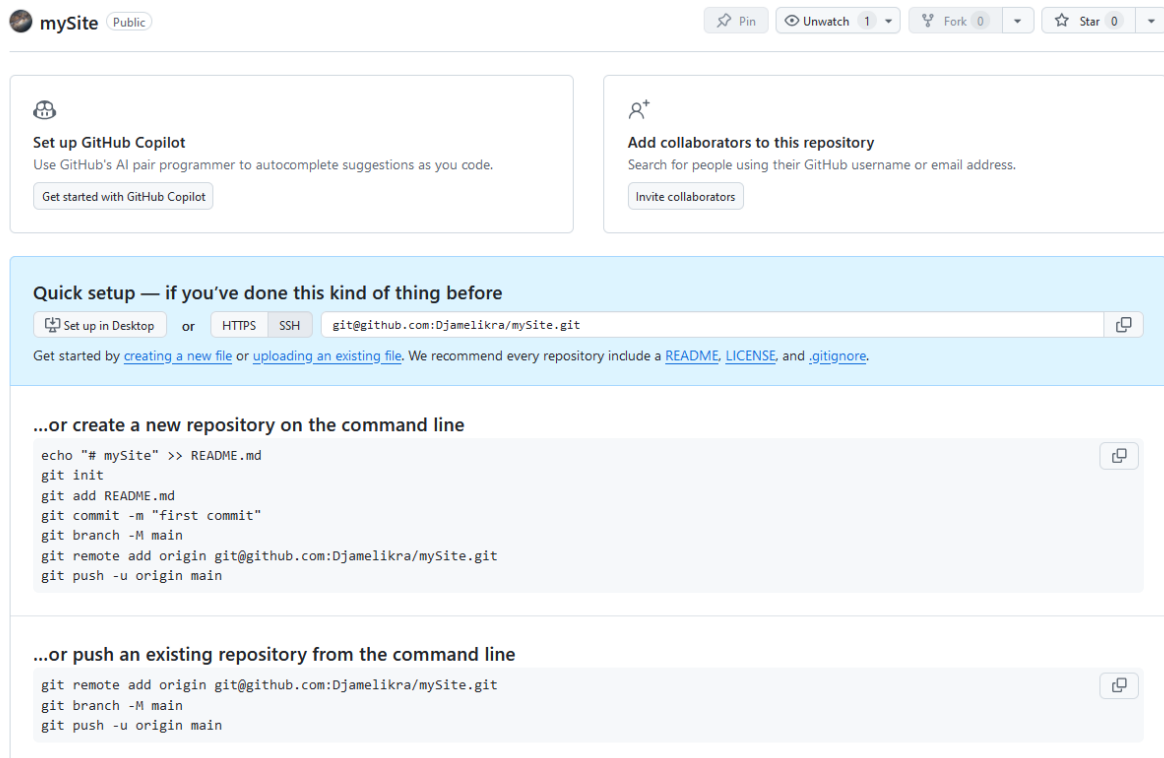 mySite Public
Pin Unwatch 1 Fork 0 Star 0
Set up GitHub Copilot
Use GitHub's AI pair programmer to autocomplete suggestions as you code.
Get started with GitHub Copilot
Add collaborators to this repository
Search for people using their GitHub username or email address.
Invite collaborators
Quick setup — if you’ve done this kind of thing before
Set up in Desktop or HTTPS SSH git@github.com:Djamelikra/mySite.git
Get started by creating a new file or uploading an existing file. We recommend every repository include a README, LICENSE, and .gitignore.
…or create a new repository on the command line
echo "# mySite" >> README.md
git init
git add README.md
git commit -m "first commit"
git branch -M main
git remote add origin git@github.com:Djamelikra/mySite.git
git push -u origin main
…or push an existing repository from the command line
git remote add origin git@github.com:Djamelikra/mySite.git
git branch -M main
git push -u origin main